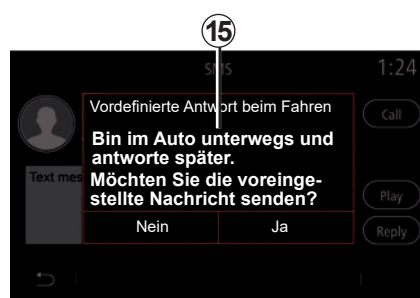 15
SMS
1:24
Vordefinierte Antwort beim Fahren
Call
Bin im Auto unterwegs und
antworte später.
Text mes
Möchten Sie die voreinge-
stellte Nachricht senden?
Play
Nein
Ja
Reply